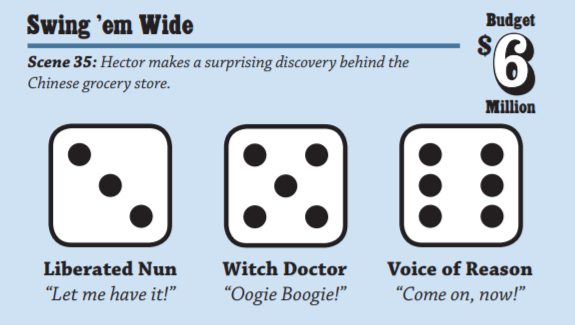 Swing ’em Wide
Budget
$6
Million
Scene 35: Hector makes a surprising discovery behind the
Chinese grocery store.
Liberated Nun
Witch Doctor
Voice of Reason
“Let me have it!”
“Oogie Boogie!”
“Come on, now!”